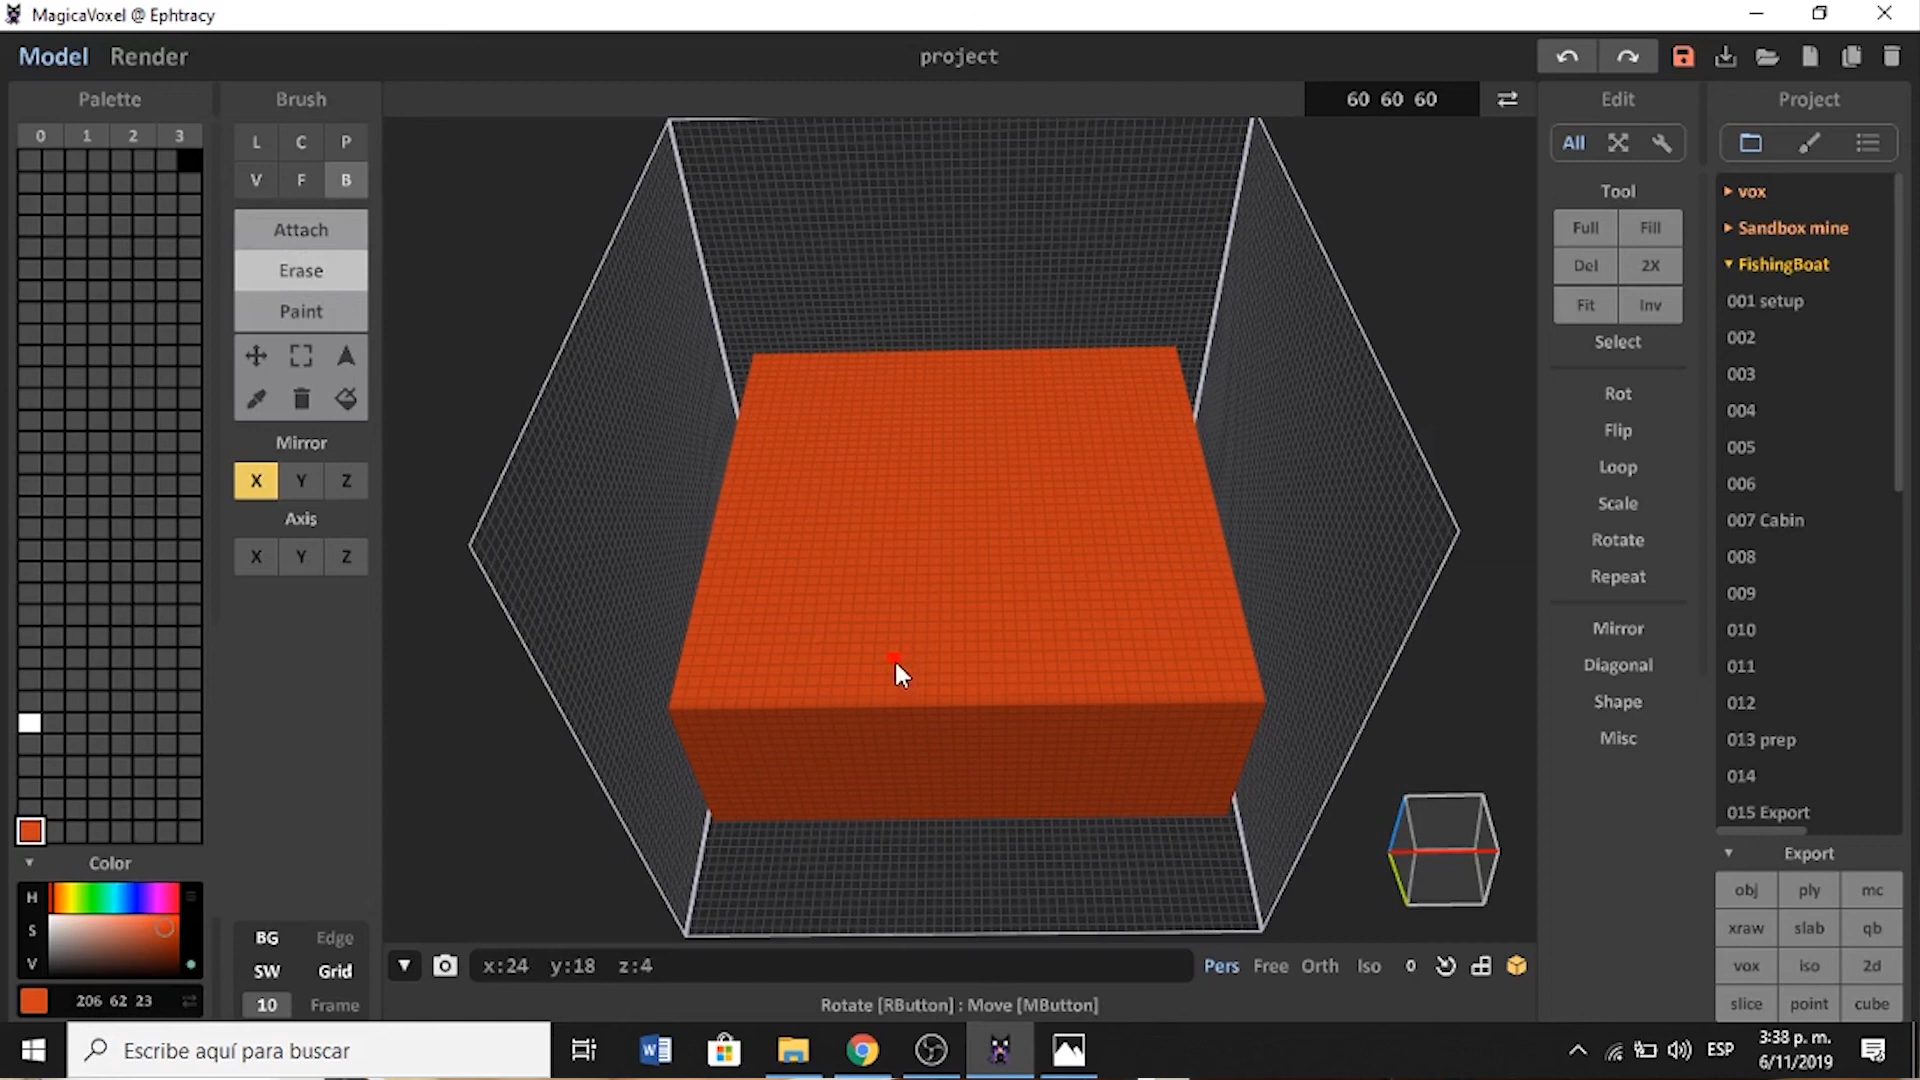 MagicaVoxel @ Ephtracy
Model Render project
Palette Brush 60 60 60 Edit Project
0 1 2 3
L C P
V F B
Attach
Erase
Paint
Mirror
X Y Z
Axis
X Y Z
All
Tool
Full Fill
Del 2X
Fit Inv
Select
Rot
Flip
Loop
Scale
Rotate
Repeat
Mirror
Diagonal
Shape
Misc
vox
Sandbox mine
FishingBoat
001 setup
002
003
004
005
006
007 Cabin
008
009
010
011
012
013 prep
014
015 Export
Export
obj ply mc
xraw slab qb
vox iso 2d
slice point cube
Color
H
S
V
206 62 23
BG Edge
SW Grid
10 Frame
x:24 y:18 z:4
Pers Free Orth Iso 0
Rotate [RButton] : Move [MButton]
Escribe aquí para buscar
ESP
3:38 p. m.
6/11/2019